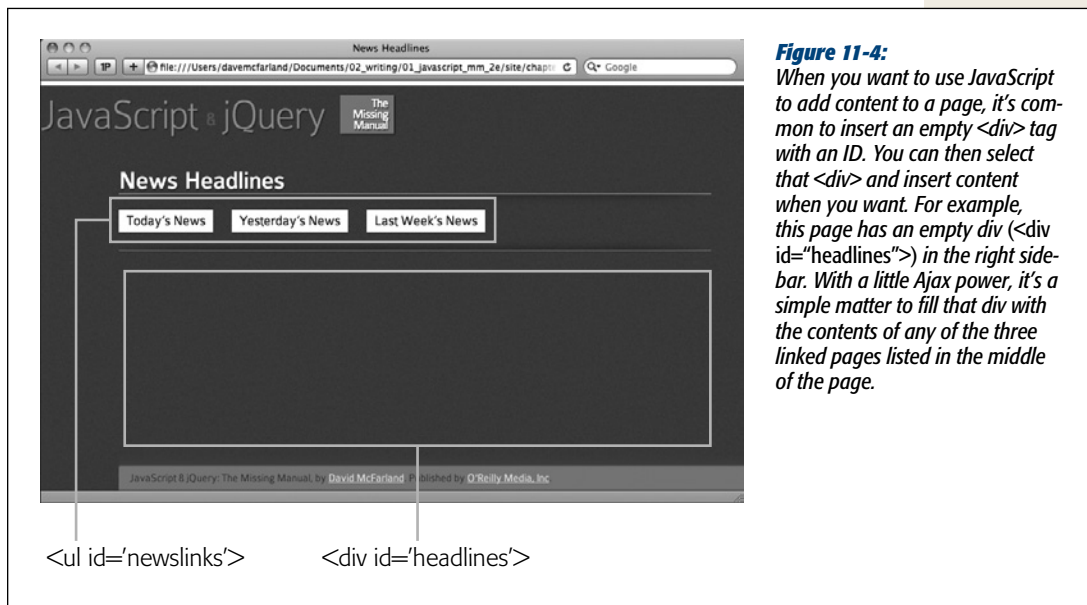 News Headlines
1P
+
file:///Users/davemcfarland/Documents/02_writing/01_javascript_mm_2e/site/chapte
Google
JavaScript & jQuery
The
Missing
Manual
News Headlines
Today's News
Yesterday's News
Last Week's News
JavaScript & jQuery: The Missing Manual, by David McFarland. Published by O'Reilly Media, Inc
<ul id='newslinks'>
<div id='headlines'>
Figure 11-4:
When you want to use JavaScript
to add content to a page, it's com-
mon to insert an empty <div> tag
with an ID. You can then select
that <div> and insert content
when you want. For example,
this page has an empty div (<div
id="headlines">) in the right side-
bar. With a little Ajax power, it's a
simple matter to fill that div with
the contents of any of the three
linked pages listed in the middle
of the page.